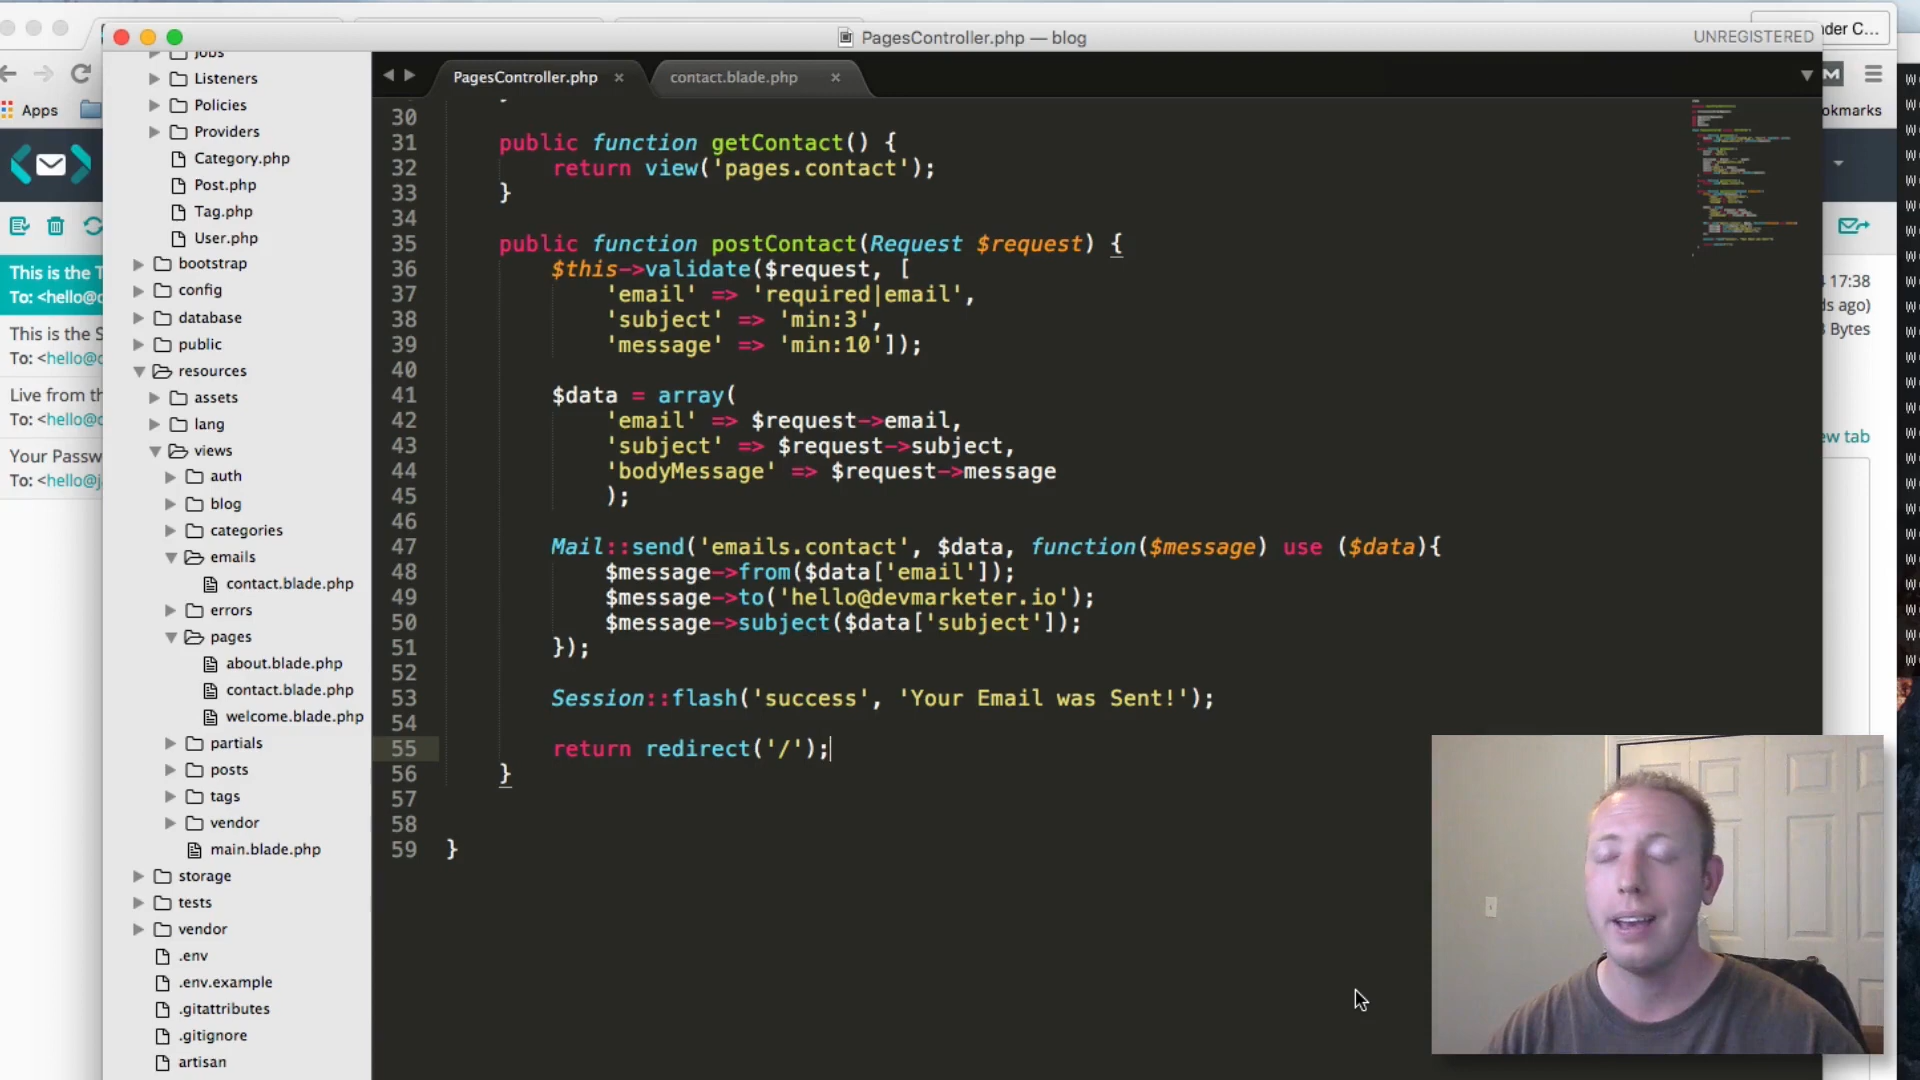 PagesController.php — blog
UNREGISTERED
der C...
Apps
okmarks
PagesController.php
contact.blade.php
Jobs
Listeners
Policies
Providers
Category.php
Post.php
Tag.php
User.php
bootstrap
config
database
public
resources
assets
lang
views
auth
blog
categories
emails
contact.blade.php
errors
pages
about.blade.php
contact.blade.php
welcome.blade.php
partials
posts
tags
vendor
main.blade.php
storage
tests
vendor
.env
.env.example
.gitattributes
.gitignore
artisan
This is the T
To: <hello@d
This is the S
To: <hello@d
Live from th
To: <hello@d
Your Passw
To: <hello@j
30
31 public function getContact() {
32 return view('pages.contact');
33 }
34
35 public function postContact(Request $request) {
36 $this->validate($request, [
37 'email' => 'required|email',
38 'subject' => 'min:3',
39 'message' => 'min:10']);
40
41 $data = array(
42 'email' => $request->email,
43 'subject' => $request->subject,
44 'bodyMessage' => $request->message
45 );
46
47 Mail::send('emails.contact', $data, function($message) use ($data){
48 $message->from($data['email']);
49 $message->to('hello@devmarketer.io');
50 $message->subject($data['subject']);
51 });
52
53 Session::flash('success', 'Your Email was Sent!');
54
55 return redirect('/');
56 }
57
58
59 }
17:38
ds ago)
Bytes
ew tab